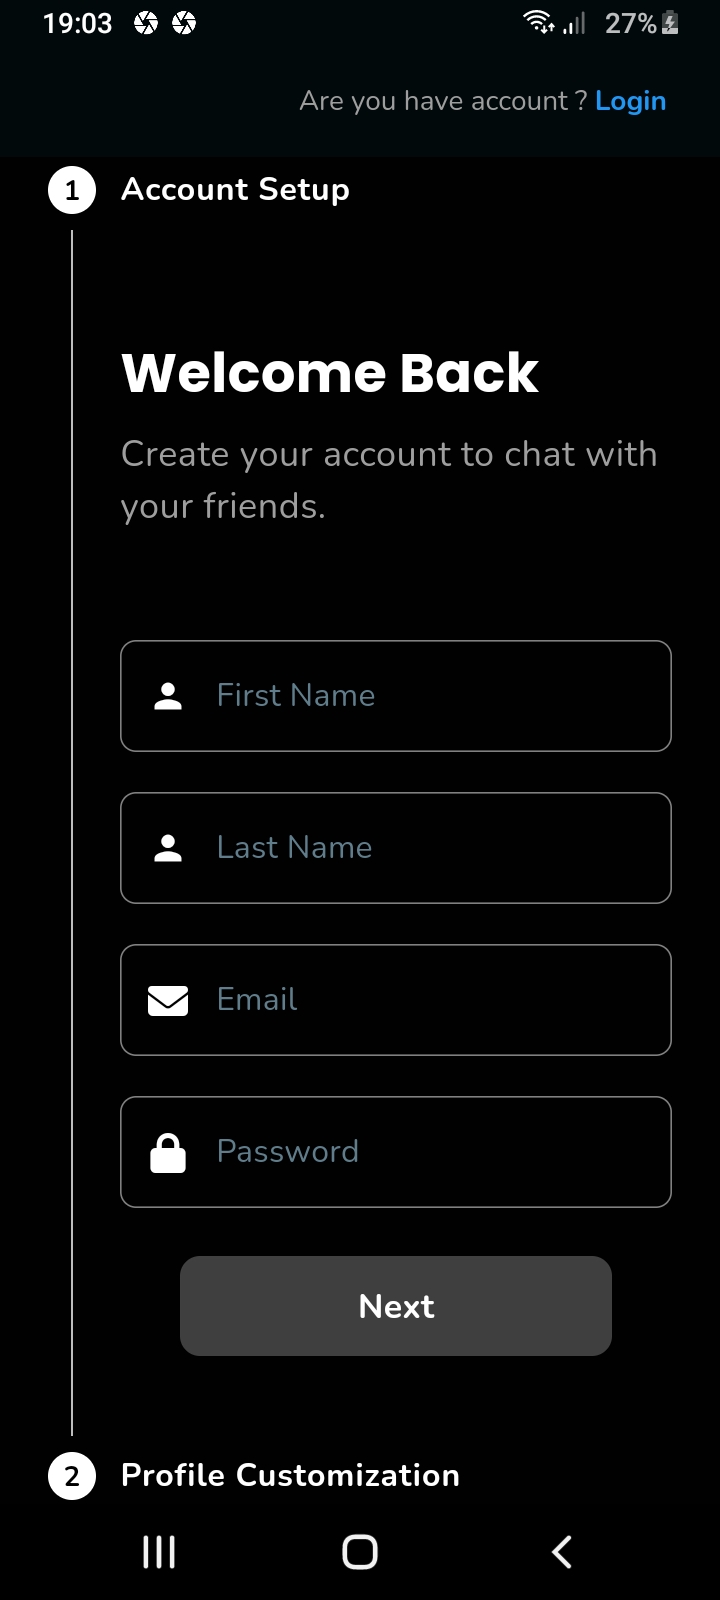 19:03
27%
Are you have account ? Login
1 Account Setup
Welcome Back
Create your account to chat with
your friends.
First Name
Last Name
Email
Password
Next
2 Profile Customization